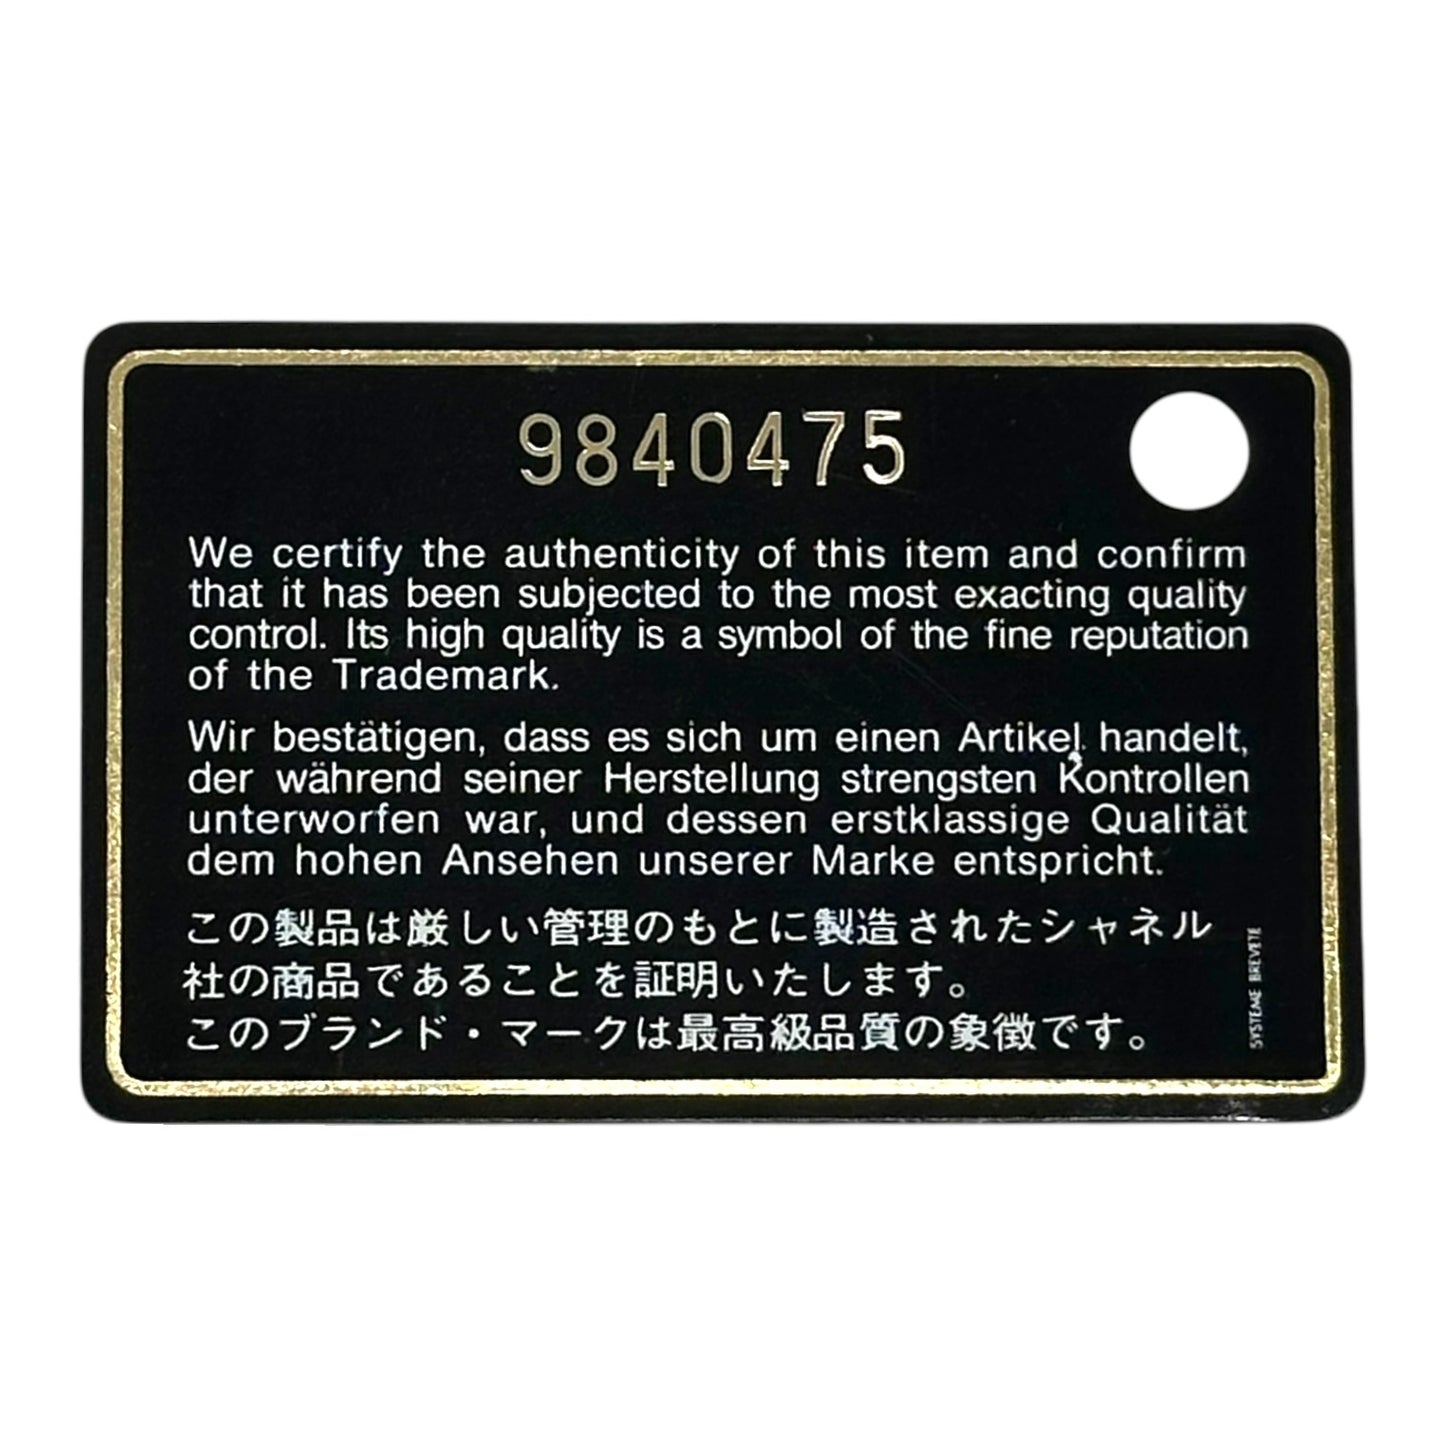 9840475
We certify the authenticity of this item and confirm
that it has been subjected to the most exacting quality
control. Its high quality is a symbol of the fine reputation
of the Trademark.
Wir bestätigen, dass es sich um einen Artikel handelt,
der während seiner Herstellung strengsten Kontrollen
unterworfen war, und dessen erstklassige Qualität
dem hohen Ansehen unserer Marke entspricht.
この製品は厳しい管理のもとに製造されたシャネル
社の商品であることを証明いたします。
このブランド・マークは最高級品質の象徴です。
SYSTEME BREVETE